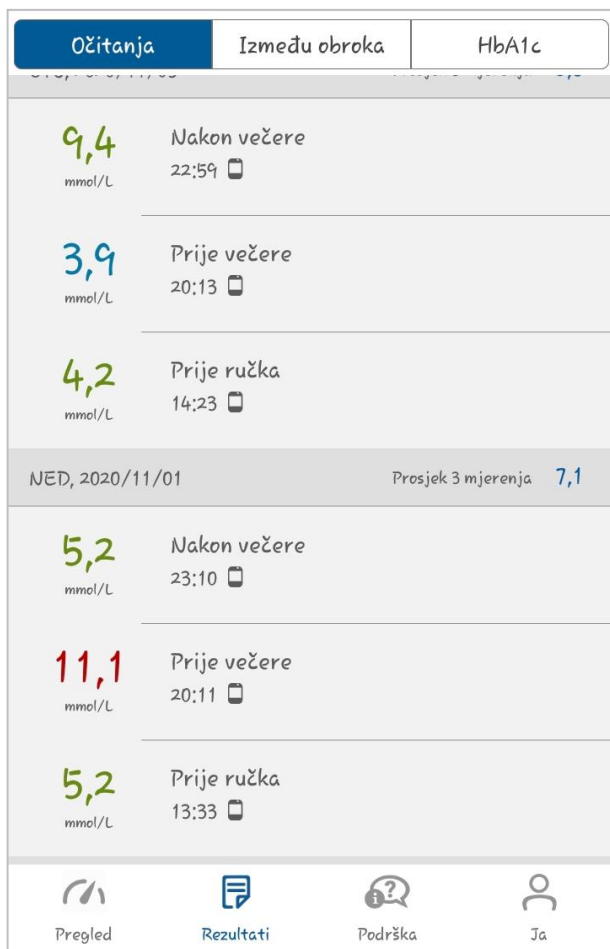 Očitanja
Između obroka
HbA1c
9,4
mmol/L
Nakon večere
22:59
3,9
mmol/L
Prije večere
20:13
4,2
mmol/L
Prije ručka
14:23
NED, 2020/11/01
Prosjek 3 mjerenja 7,1
5,2
mmol/L
Nakon večere
23:10
11,1
mmol/L
Prije večere
20:11
5,2
mmol/L
Prije ručka
13:33
Pregled
Rezultati
Podrška
Ja